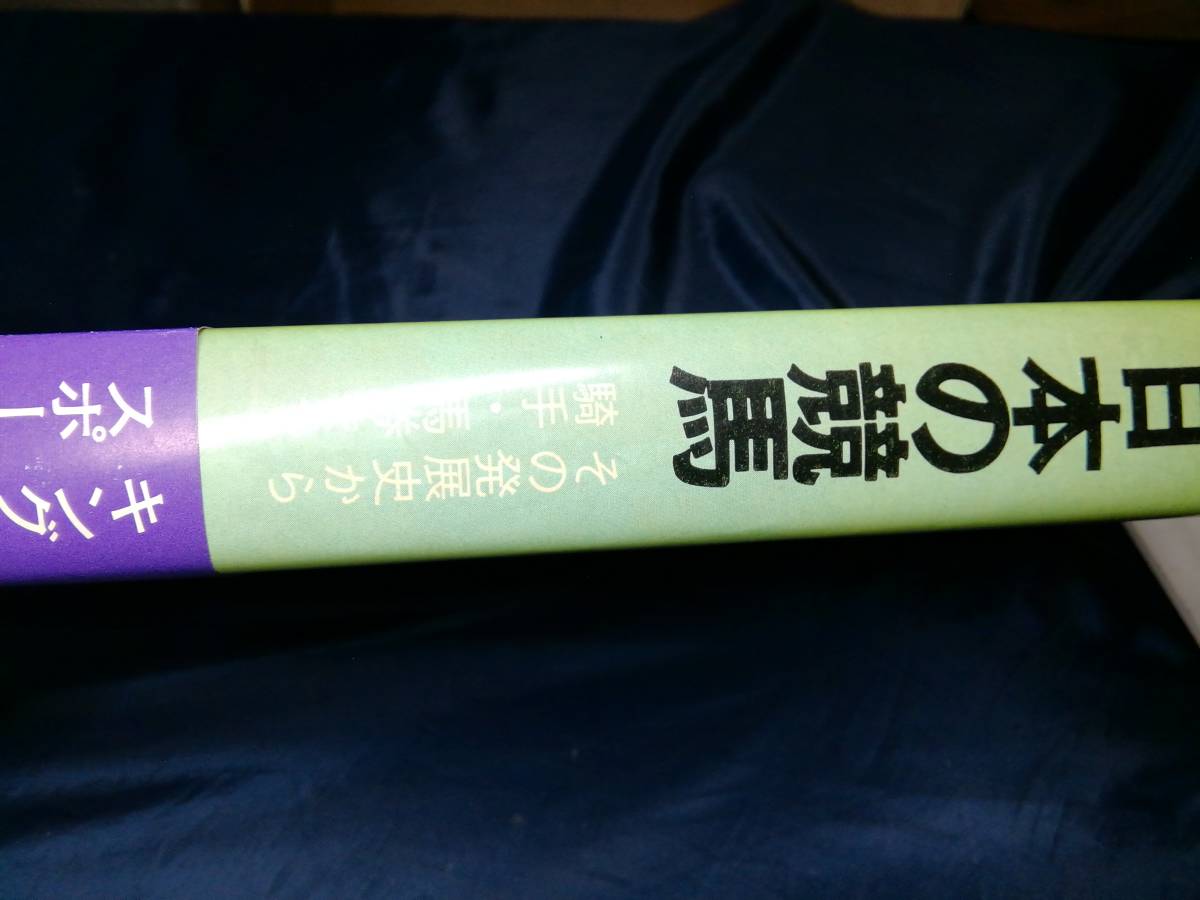 日本の競馬
その発展史から
騎手・馬券
キング
スポー